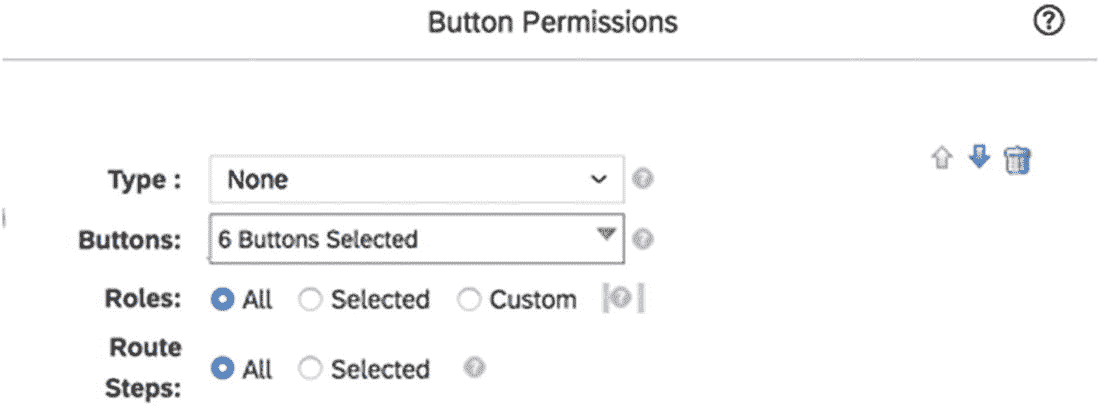 Button Permissions ?
Type : None ?
Buttons: 6 Buttons Selected ?
Roles: All Selected Custom ?
Route
Steps: All Selected ?